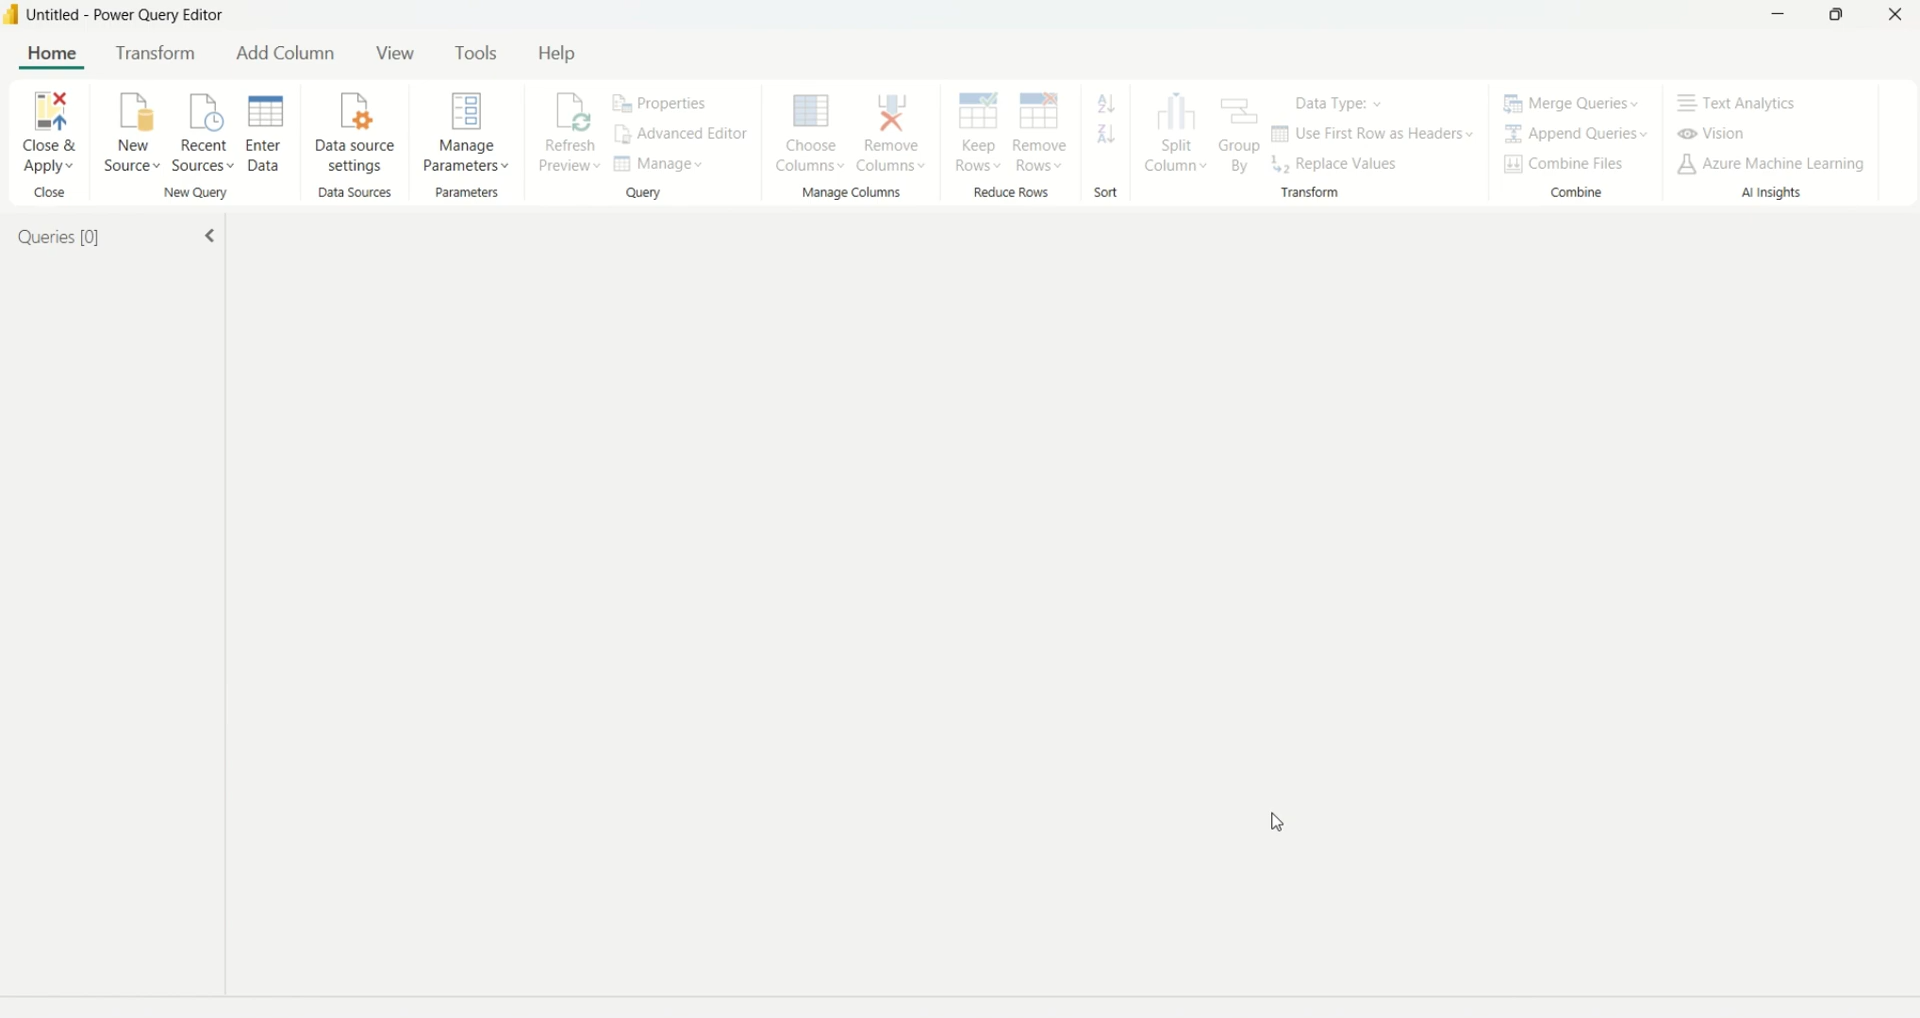 Untitled - Power Query Editor
Home Transform Add Column View Tools Help
Close & Apply
New Source
Recent Sources
Enter Data
Data source settings
Manage Parameters
Refresh Preview
Properties
Advanced Editor
Manage
Choose Columns
Remove Columns
Keep Rows
Remove Rows
A Z
Z A
Split Column
Group By
Data Type:
Use First Row as Headers
1 2 Replace Values
Merge Queries
Append Queries
Combine Files
Text Analytics
Vision
Azure Machine Learning
Close New Query Data Sources Parameters Query Manage Columns Reduce Rows Sort Transform Combine AI Insights
Queries [0]